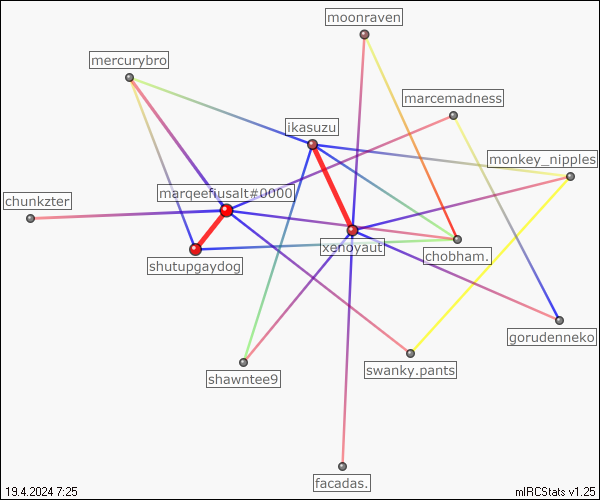 moonraven
mercurybro
marcemadness
ikasuzu
monkey_nipples
marqeefiusalt#0000
chunkzter
xenoyaut
chobham.
shutupgaydog
gorudenneko
swanky.pants
shawntee9
facadas.
19.4.2024 7:25
mIRCStats v1.25